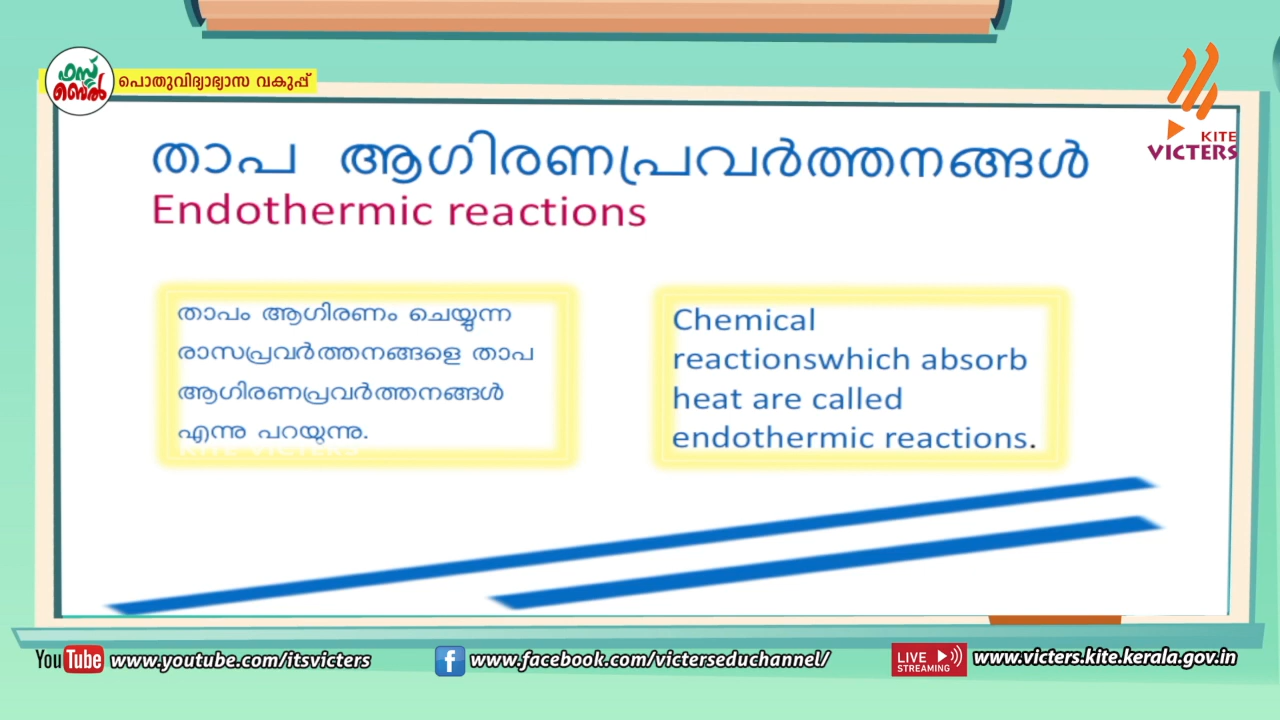 ഫസ്റ്റ്
ബെൽ
പൊതുവിദ്യാഭ്യാസ വകുപ്പ്
KITE
VICTERS
താപ ആഗിരണപ്രവർത്തനങ്ങൾ
Endothermic reactions
താപം ആഗിരണം ചെയ്യുന്ന
രാസപ്രവർത്തനങ്ങളെ താപ
ആഗിരണപ്രവർത്തനങ്ങൾ
എന്നു പറയുന്നു.
KITE VICTERS
Chemical
reactionswhich absorb
heat are called
endothermic reactions.
YouTube www.youtube.com/itsvicters
f www.facebook.com/victerseduchannel/
LIVE
STREAMING
www.victers.kite.kerala.gov.in